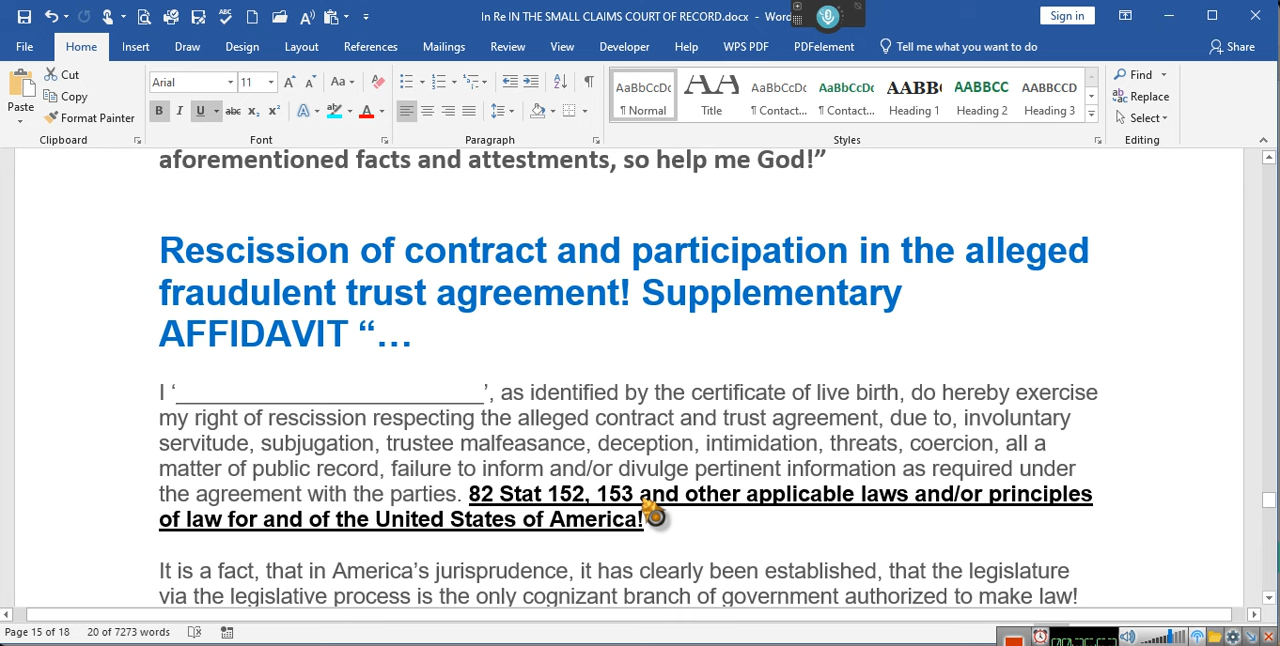 In Re IN THE SMALL CLAIMS COURT OF RECORD.docx - Word
Sign in
File Home Insert Draw Design Layout References Mailings Review View Developer Help WPS PDF PDFelement Tell me what you want to do Share
Paste Cut Copy Format Painter
Arial 11
AaBbCcDc ¶ Normal
AA Title
AaBbCcDc ¶ Contact...
AaBbCcDc ¶ Contact...
AABB( Heading 1
AABBCC Heading 2
AABBCCD Heading 3
Find
Replace
Select
Clipboard Font Paragraph Styles Editing
aforementioned facts and attestments, so help me God!”
Rescission of contract and participation in the alleged
fraudulent trust agreement! Supplementary
AFFIDAVIT “…
I ‘__________________________’, as identified by the certificate of live birth, do hereby exercise
my right of rescission respecting the alleged contract and trust agreement, due to, involuntary
servitude, subjugation, trustee malfeasance, deception, intimidation, threats, coercion, all a
matter of public record, failure to inform and/or divulge pertinent information as required under
the agreement with the parties. 82 Stat 152, 153 and other applicable laws and/or principles
of law for and of the United States of America!
It is a fact, that in America’s jurisprudence, it has clearly been established, that the legislature
via the legislative process is the only cognizant branch of government authorized to make law!
Page 15 of 18 20 of 7273 words